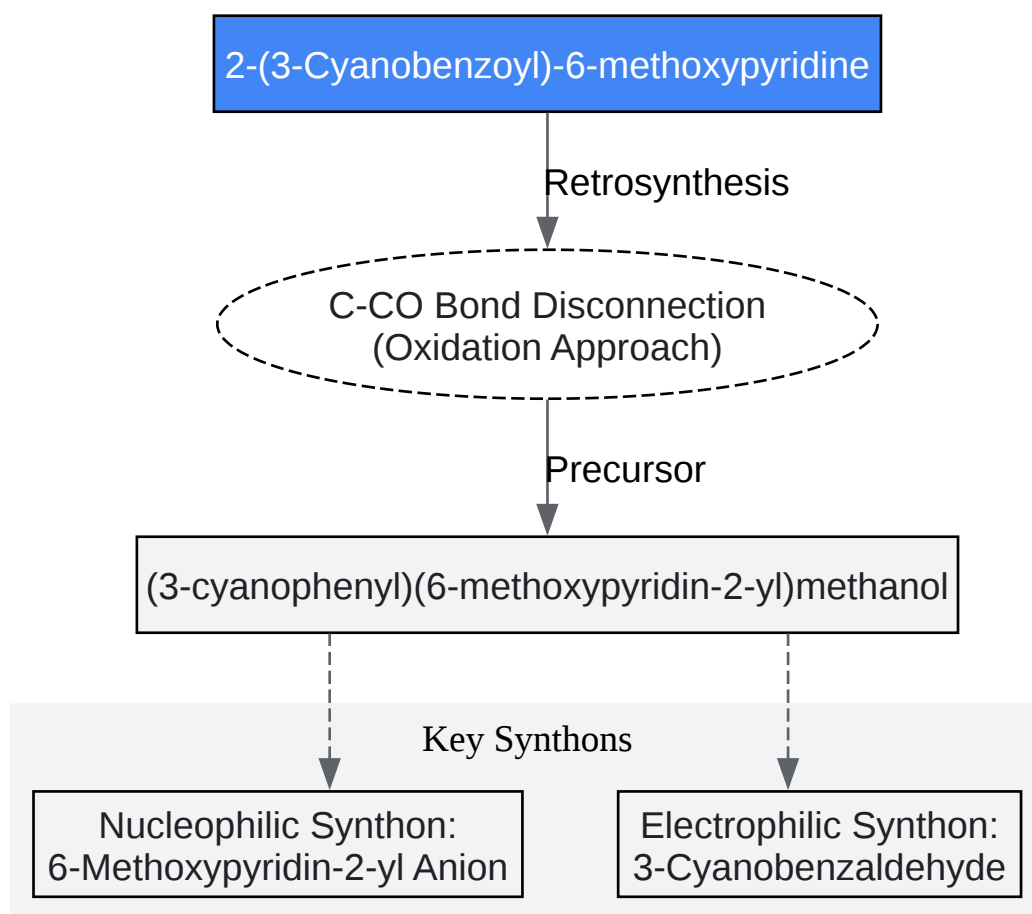 2-(3-Cyanobenzoyl)-6-methoxypyridine
Retrosynthesis
C-CO Bond Disconnection
(Oxidation Approach)
Precursor
(3-cyanophenyl)(6-methoxypyridin-2-yl)methanol
Key Synthons
Nucleophilic Synthon:
6-Methoxypyridin-2-yl Anion
Electrophilic Synthon:
3-Cyanobenzaldehyde